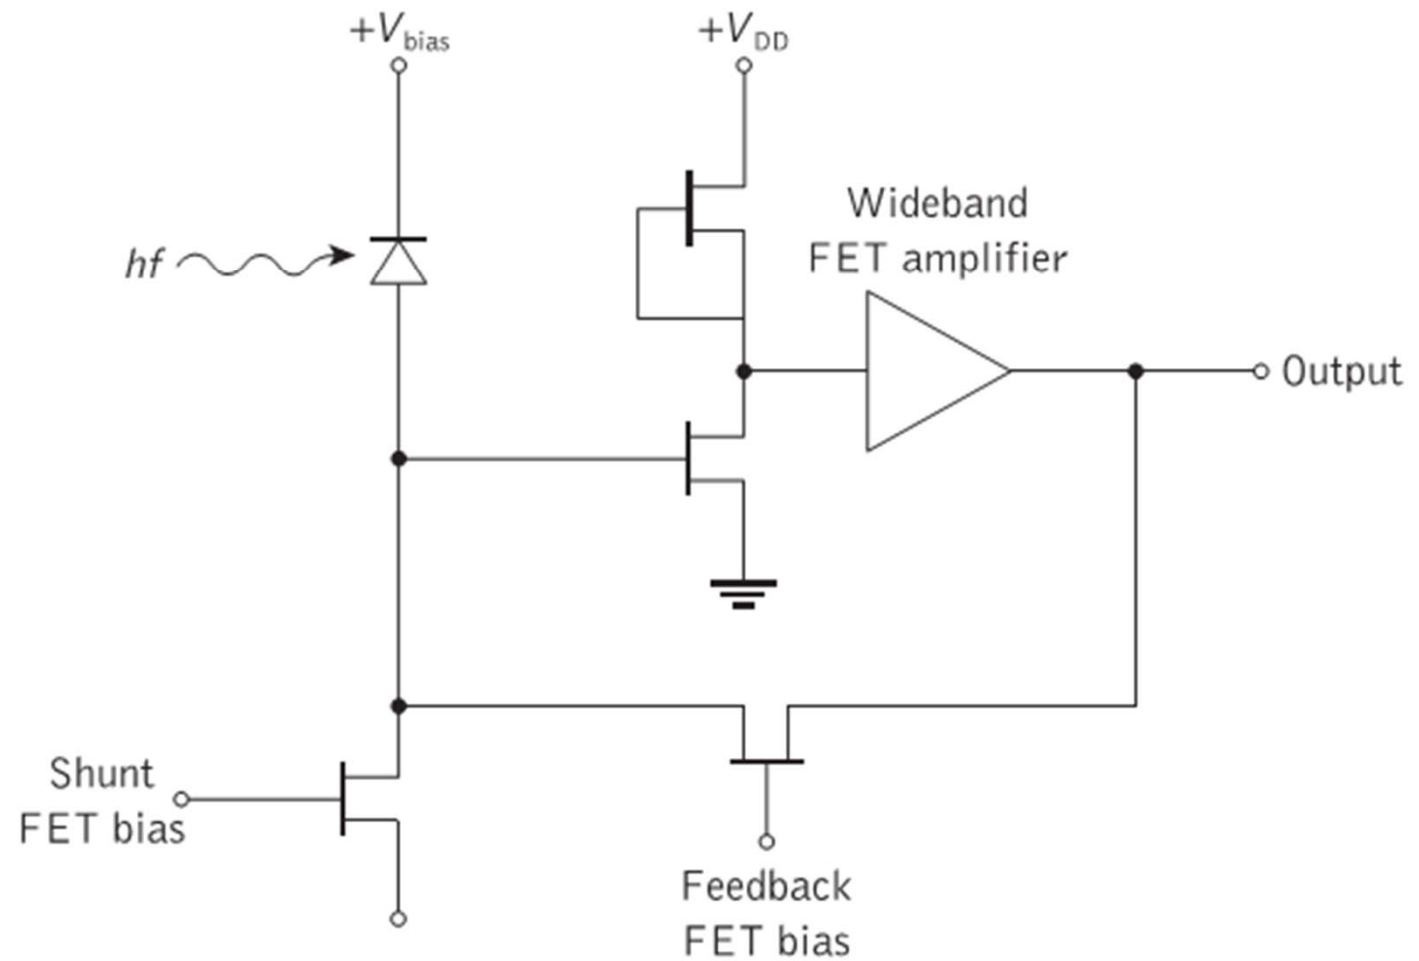 +Vbias
+VDD
Wideband
FET amplifier
hf
Output
Shunt
FET bias
Feedback
FET bias